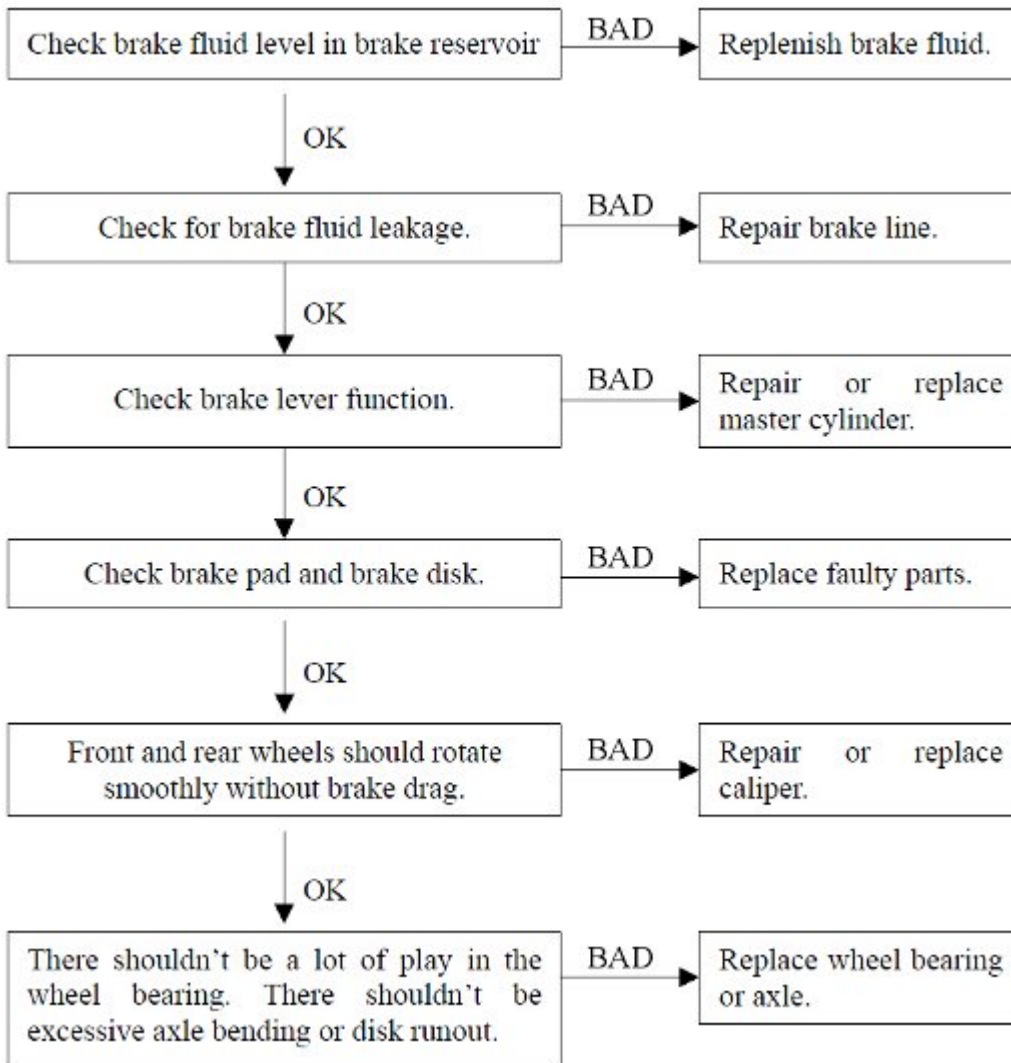 Check brake fluid level in brake reservoir
BAD
Replenish brake fluid.
OK
Check for brake fluid leakage.
BAD
Repair brake line.
OK
Check brake lever function.
BAD
Repair or replace
master cylinder.
OK
Check brake pad and brake disk.
BAD
Replace faulty parts.
OK
Front and rear wheels should rotate
smoothly without brake drag.
BAD
Repair or replace
caliper.
OK
There shouldn't be a lot of play in the
wheel bearing. There shouldn't be
excessive axle bending or disk runout.
BAD
Replace wheel bearing
or axle.